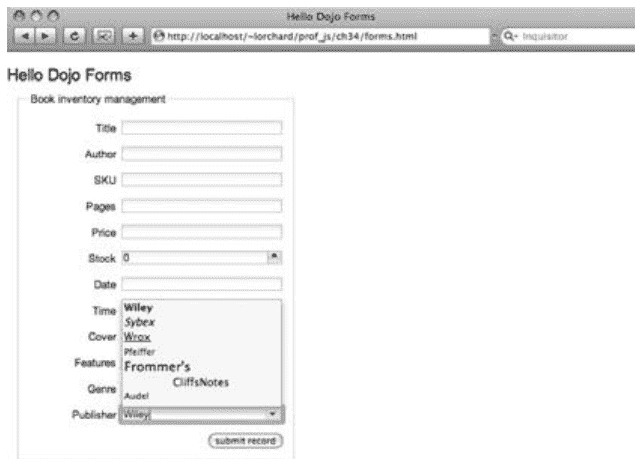 Hello Dojo Forms
http://localhost/~lorchard/prof_js/ch34/forms.html
Inquisitor
Hello Dojo Forms
Book inventory management
Title
Author
SKU
Pages
Price
Stock 0
Date
Time
Wiley
Sybex
Cover
Wrox
Pfeiffer
Features
Frommer's
CliffsNotes
Genre
Audel
Publisher Wiley
submit record